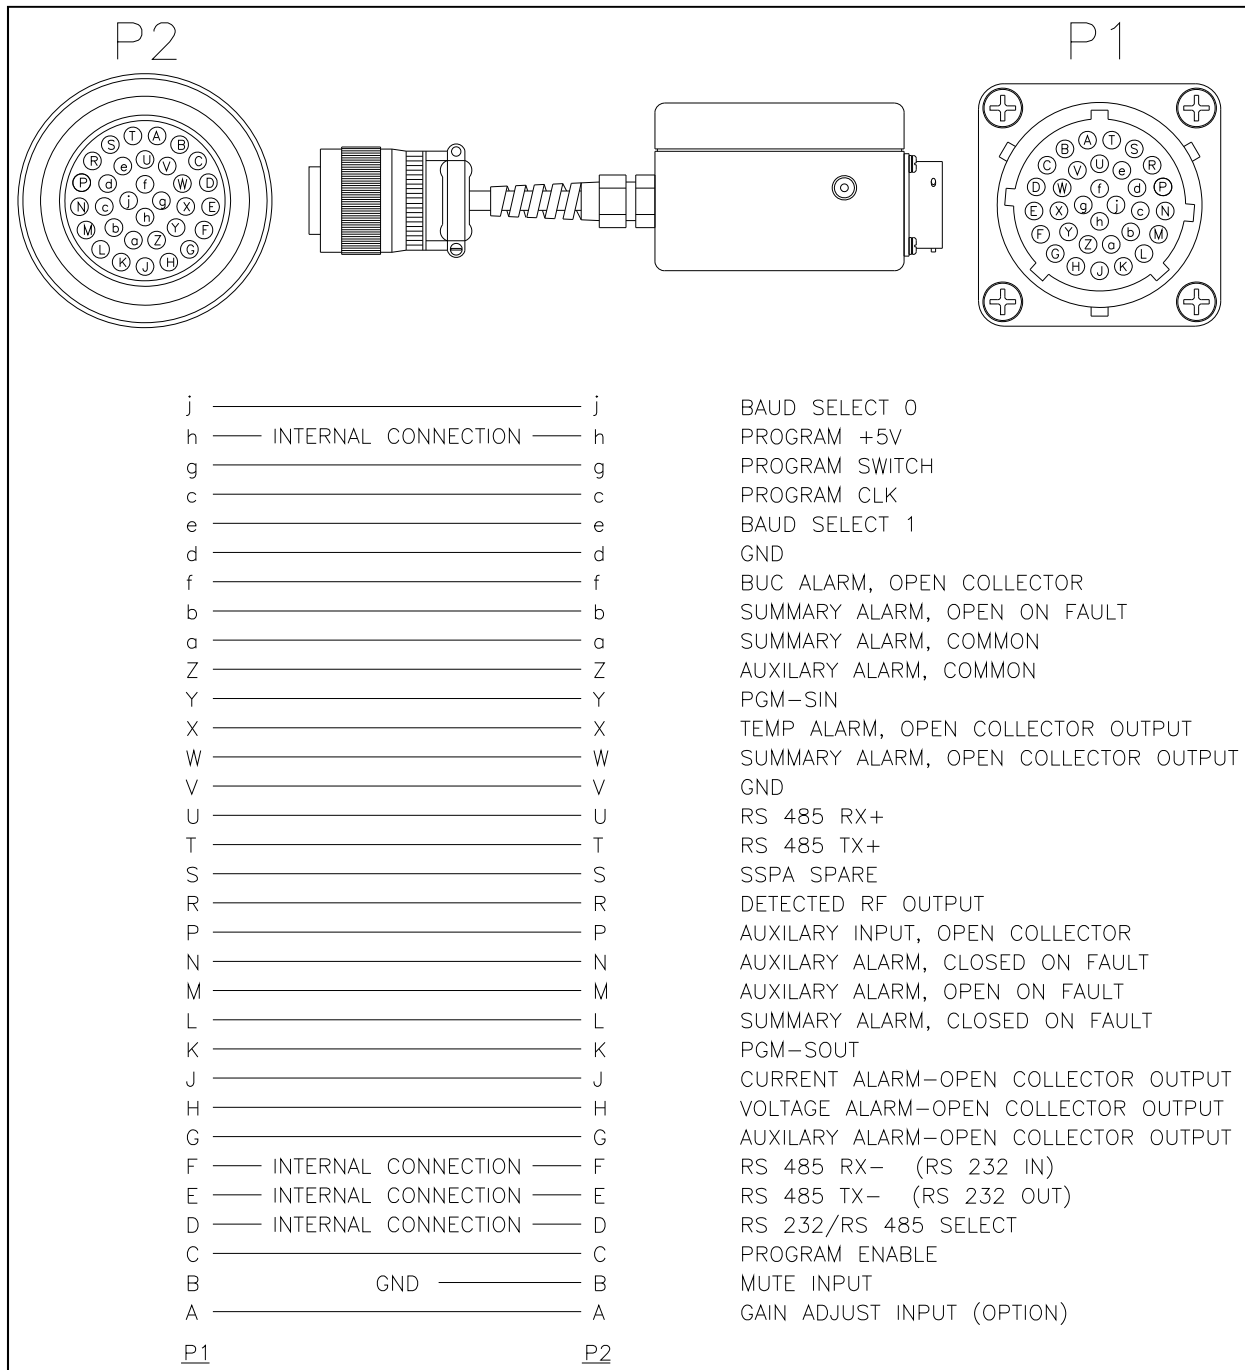 P2 P1
T A
S B
R e U V C
P d f W D
N c j g X E
M b h Y F
L a Z G
K J H
A T
B S
C V U e R
D W f d P
E X g j c N
F Y h b M
G Z a L
H J K
j j BAUD SELECT 0
h INTERNAL CONNECTION h PROGRAM +5V
g g PROGRAM SWITCH
c c PROGRAM CLK
e e BAUD SELECT 1
d d GND
f f BUC ALARM, OPEN COLLECTOR
b b SUMMARY ALARM, OPEN ON FAULT
a a SUMMARY ALARM, COMMON
Z Z AUXILARY ALARM, COMMON
Y Y PGM-SIN
X X TEMP ALARM, OPEN COLLECTOR OUTPUT
W W SUMMARY ALARM, OPEN COLLECTOR OUTPUT
V V GND
U U RS 485 RX+
T T RS 485 TX+
S S SSPA SPARE
R R DETECTED RF OUTPUT
P P AUXILARY INPUT, OPEN COLLECTOR
N N AUXILARY ALARM, CLOSED ON FAULT
M M AUXILARY ALARM, OPEN ON FAULT
L L SUMMARY ALARM, CLOSED ON FAULT
K K PGM-SOUT
J J CURRENT ALARM-OPEN COLLECTOR OUTPUT
H H VOLTAGE ALARM-OPEN COLLECTOR OUTPUT
G G AUXILARY ALARM-OPEN COLLECTOR OUTPUT
F INTERNAL CONNECTION F RS 485 RX- (RS 232 IN)
E INTERNAL CONNECTION E RS 485 TX- (RS 232 OUT)
D INTERNAL CONNECTION D RS 232/RS 485 SELECT
C C PROGRAM ENABLE
B GND B MUTE INPUT
A A GAIN ADJUST INPUT (OPTION)
P1 P2